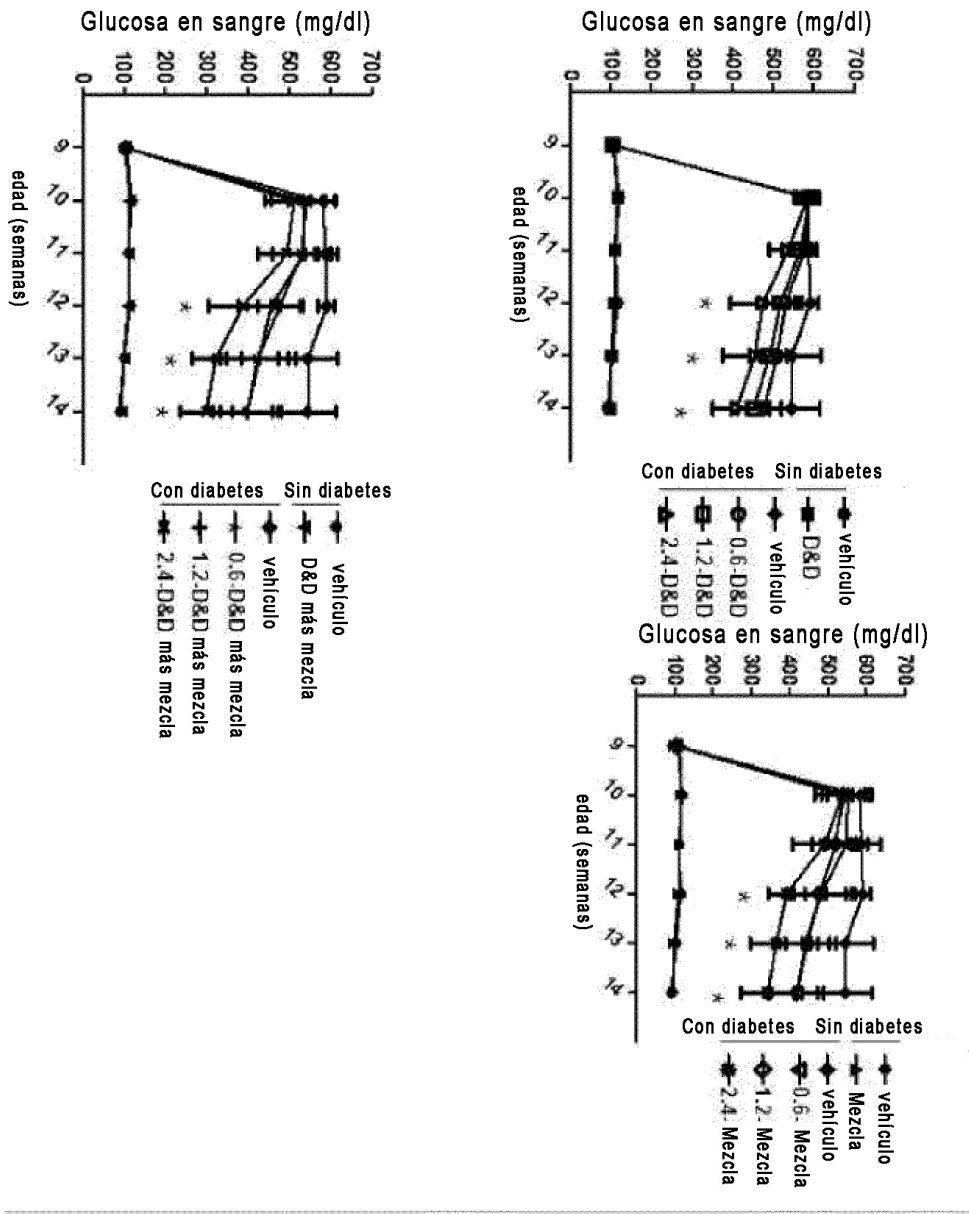 Glucosa en sangre (mg/dl)
0
100
200
300
400
500
600
700
9
10
11
12
13
14
*
*
*
edad (semanas)
Con diabetes
Sin diabetes
vehículo
D&D más mezcla
vehículo
0.6-D&D más mezcla
1.2-D&D más mezcla
2.4-D&D más mezcla
Glucosa en sangre (mg/dl)
0
100
200
300
400
500
600
700
9
10
11
12
13
14
*
*
*
edad (semanas)
Con diabetes
Sin diabetes
vehículo
D&D
vehículo
0.6-D&D
1.2-D&D
2.4-D&D
Glucosa en sangre (mg/dl)
0
100
200
300
400
500
600
700
9
10
11
12
13
14
*
*
*
edad (semanas)
Con diabetes
Sin diabetes
vehículo
Mezcla
vehículo
0.6- Mezcla
1.2- Mezcla
2.4- Mezcla